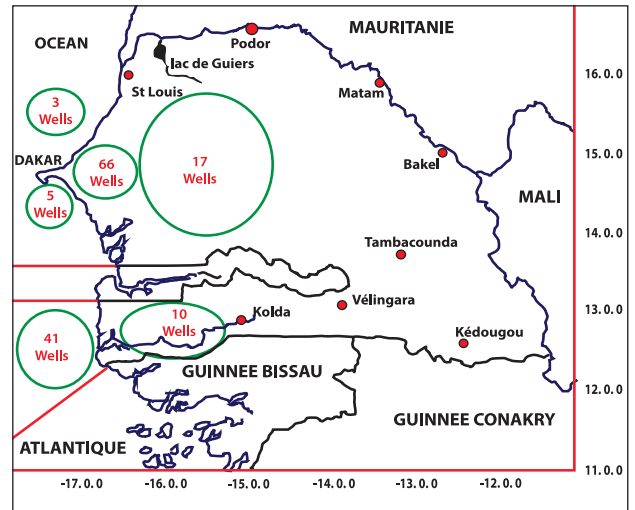 OCEAN
MAURITANIE
Podor
lac de Guiers
16.0.0
St Louis
Matam
3
Wells
15.0.0
DAKAR
66
Wells
17
Wells
Bakel
5
Wells
MALI
14.0.0
Tambacounda
13.0.0
10
Wells
Kolda
Vélingara
41
Wells
Kédougou
GUINNEE BISSAU
12.0.0
GUINNEE CONAKRY
ATLANTIQUE
11.0.0
-17.0.0
-16.0.0
-15.0.0
-14.0.0
-13.0.0
-12.0.0